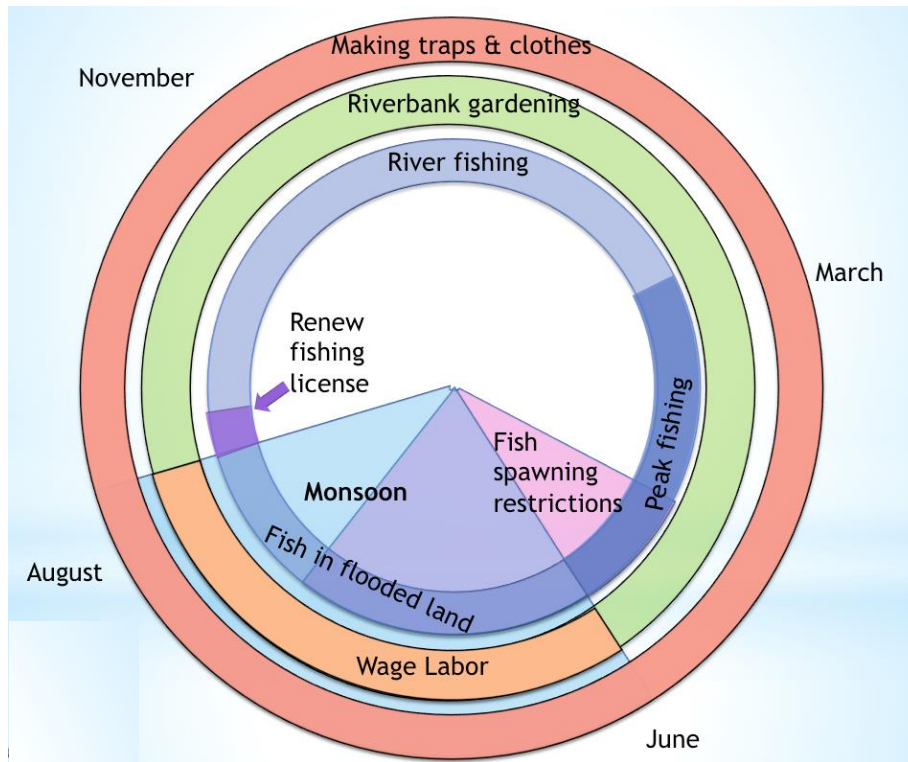 Making traps & clothes
November
Riverbank gardening
River fishing
March
Renew
fishing
license
Peak fishing
Fish
spawning
restrictions
Monsoon
Fish in flooded land
August
Wage Labor
June